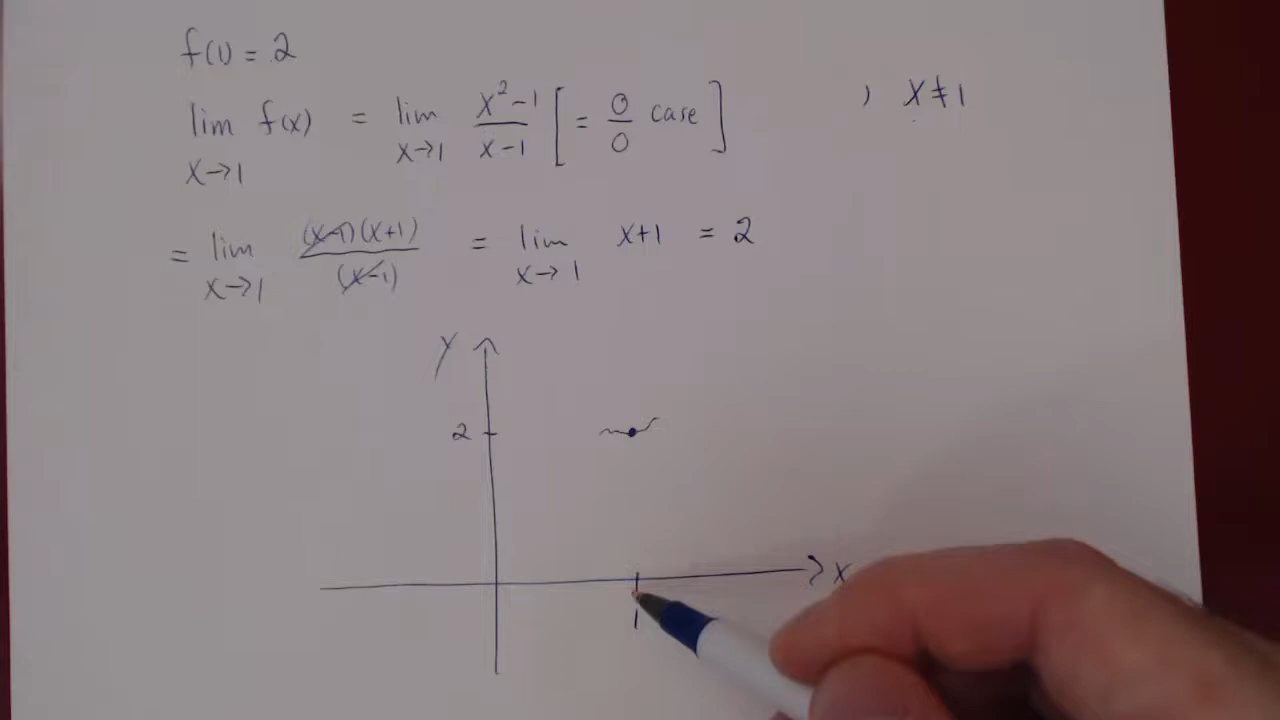 f(1) = 2
lim x→1 f(x) = lim x→1 (x² - 1)/(x - 1) [ = 0/0 case ] , x ≠ 1
= lim x→1 (x-1)(x+1)/(x-1) = lim x→1 x+1 = 2
y
2
x
1